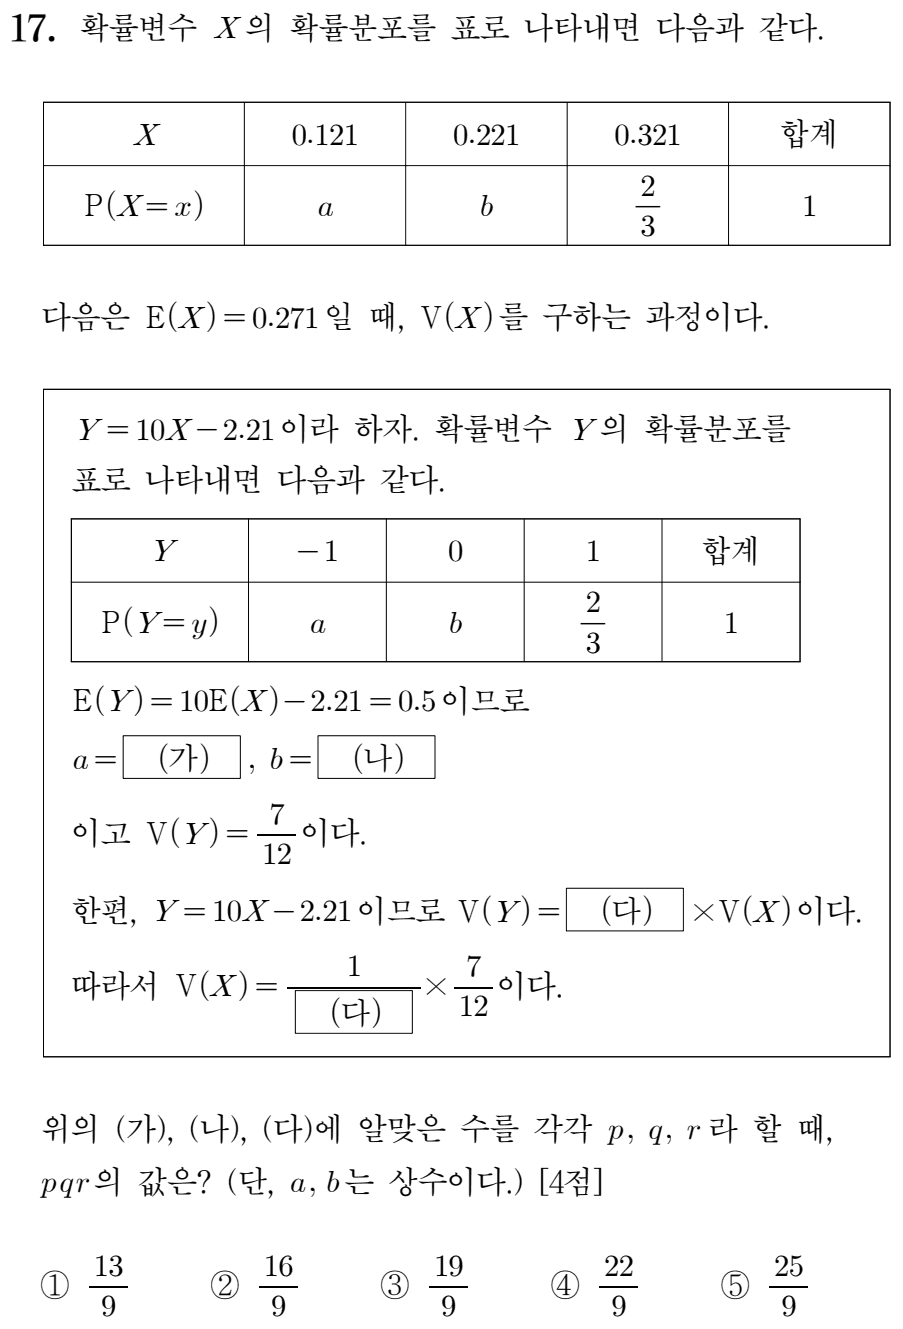 17. 확률변수 X의 확률분포를 표로 나타내면 다음과 같다.
X 0.121 0.221 0.321 합계
P(X=x) a b 2/3 1
다음은 E(X)=0.271일 때, V(X)를 구하는 과정이다.
Y=10X-2.21이라 하자. 확률변수 Y의 확률분포를
표로 나타내면 다음과 같다.
Y -1 0 1 합계
P(Y=y) a b 2/3 1
E(Y)=10E(X)-2.21=0.5이므로
a= (가) , b= (나)
이고 V(Y)=7/12이다.
한편, Y=10X-2.21이므로 V(Y)= (다) ×V(X)이다.
따라서 V(X)=1/(다)×7/12이다.
위의 (가), (나), (다)에 알맞은 수를 각각 p, q, r라 할 때,
pqr의 값은? (단, a, b는 상수이다.) [4점]
① 13/9 ② 16/9 ③ 19/9 ④ 22/9 ⑤ 25/9